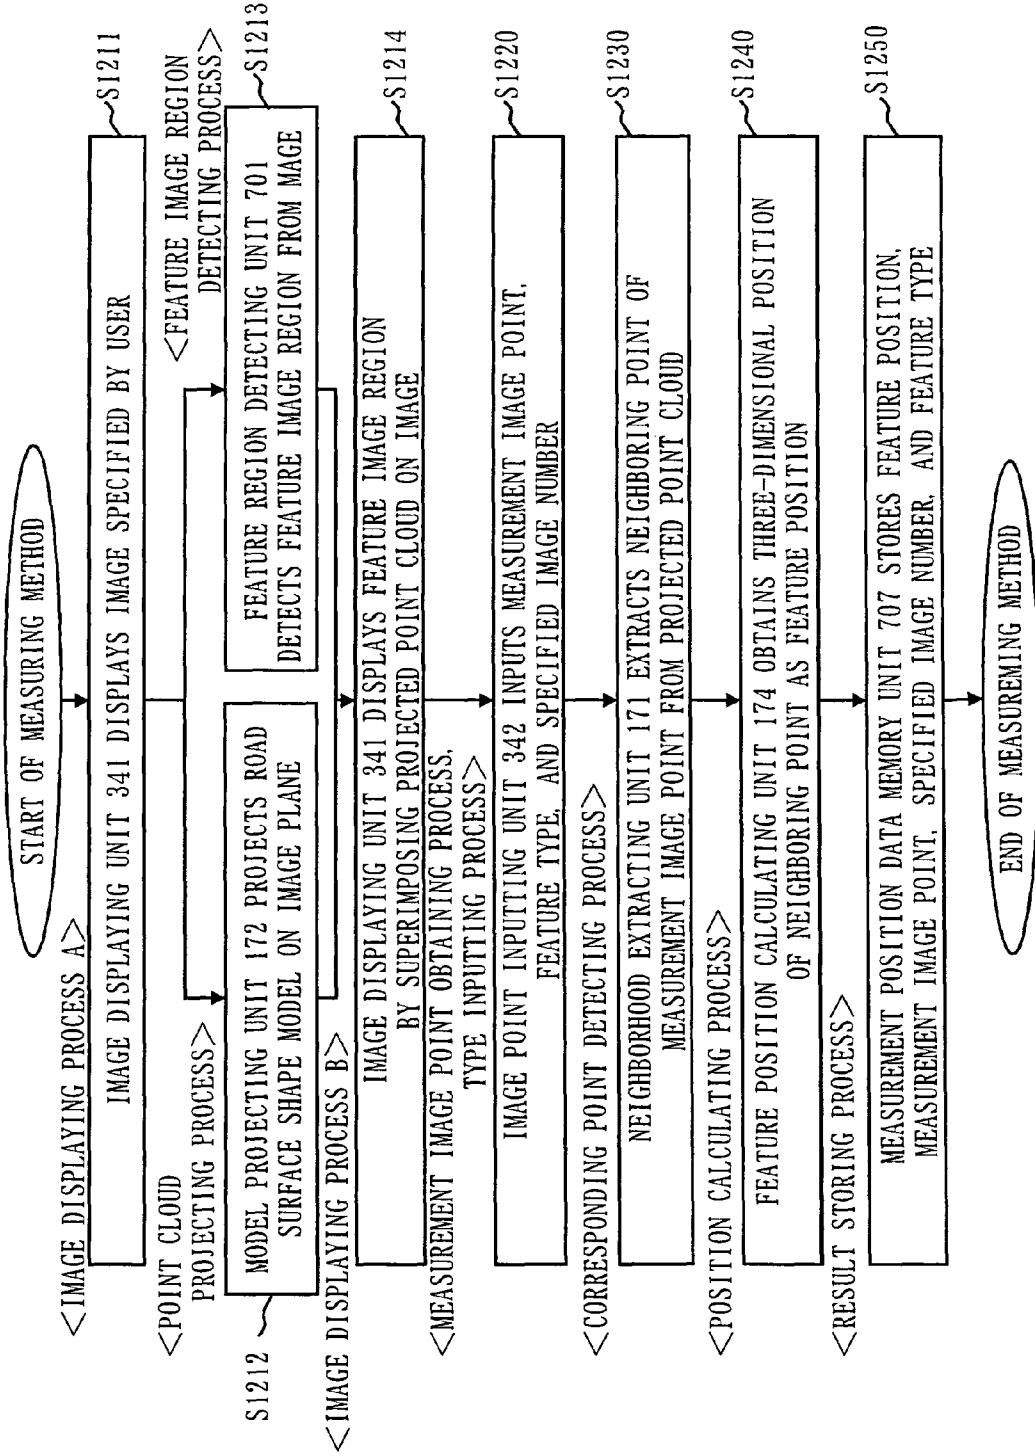 START OF MEASURING METHOD
<IMAGE DISPLAYING PROCESS A>
S1211
IMAGE DISPLAYING UNIT 341 DISPLAYS IMAGE SPECIFIED BY USER
<POINT CLOUD
PROJECTING PROCESS>
<FEATURE IMAGE REGION
DETECTING PROCESS>
S1212
MODEL PROJECTING UNIT 172 PROJECTS ROAD
SURFACE SHAPE MODEL ON IMAGE PLANE
S1213
FEATURE REGION DETECTING UNIT 701
DETECTS FEATURE IMAGE REGION FROM MAGE
<IMAGE DISPLAYING PROCESS B>
S1214
IMAGE DISPLAYING UNIT 341 DISPLAYS FEATURE IMAGE REGION
BY SUPERIMPOSING PROJECTED POINT CLOUD ON IMAGE
<MEASUREMENT IMAGE POINT OBTAINING PROCESS,
TYPE INPUTTING PROCESS>
S1220
IMAGE POINT INPUTTING UNIT 342 INPUTS MEASUREMENT IMAGE POINT,
FEATURE TYPE, AND SPECIFIED IMAGE NUMBER
<CORRESPONDING POINT DETECTING PROCESS>
S1230
NEIGHBORHOOD EXTRACTING UNIT 171 EXTRACTS NEIGHBORING POINT OF
MEASUREMENT IMAGE POINT FROM PROJECTED POINT CLOUD
<POSITION CALCULATING PROCESS>
S1240
FEATURE POSITION CALCULATING UNIT 174 OBTAINS THREE-DIMENSIONAL POSITION
OF NEIGHBORING POINT AS FEATURE POSITION
<RESULT STORING PROCESS>
S1250
MEASUREMENT POSITION DATA MEMORY UNIT 707 STORES FEATURE POSITION,
MEASUREMENT IMAGE POINT, SPECIFIED IMAGE NUMBER, AND FEATURE TYPE
END OF MEASUREMING METHOD